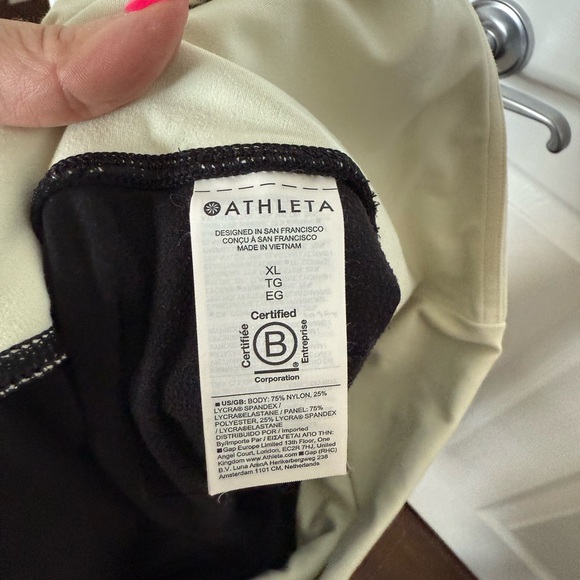 ATHLETA
DESIGNED IN SAN FRANCISCO
CONÇU À SAN FRANCISCO
MADE IN VIETNAM
XL
TG
EG
Certified
Certifiée
B
Entreprise
Corporation
■ US/GB: BODY: 75% NYLON, 25%
LYCRA® SPANDEX /
LYCRA®ELASTANE / PANEL: 75%
POLYESTER, 25% LYCRA® SPANDEX
/ LYCRA®ELASTANE
DISTRIBUIDO POR / Imported
By/Importe Par / ΕΙΣΑΓΕΤΑΙ ΑΠΟ ΤΗΝ:
■ Gap Europe Limited 13th Floor, One
Angel Court, London, EC2R 7HJ, United
Kingdom www.Athleta.com ■ Gap (RHC)
B.V. Luna ArenA Herikerbergweg 238
Amsterdam 1101 CM, Netherlands